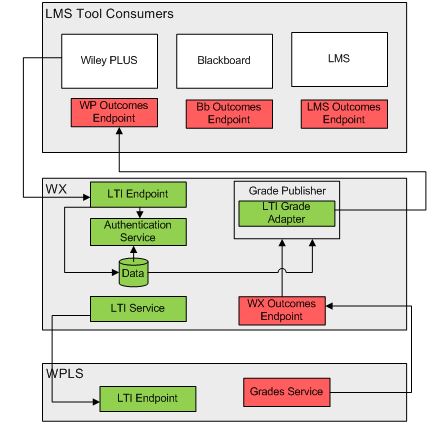 LMS Tool Consumers
Wiley PLUS
Blackboard
LMS
WP Outcomes
Endpoint
Bb Outcomes
Endpoint
LMS Outcomes
Endpoint
WX
LTI Endpoint
Authentication
Service
Data
LTI Service
Grade Publisher
LTI Grade
Adapter
WX Outcomes
Endpoint
WPLS
LTI Endpoint
Grades Service